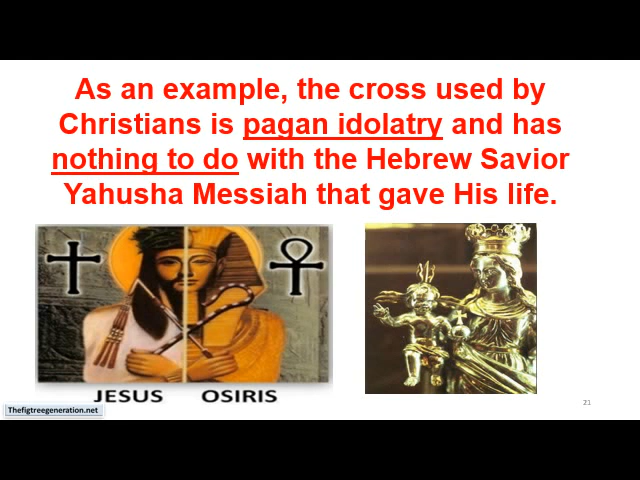 As an example, the cross used by
Christians is pagan idolatry and has
nothing to do with the Hebrew Savior
Yahusha Messiah that gave His life.
JESUS OSIRIS
Thefigtreegeneration.net
21